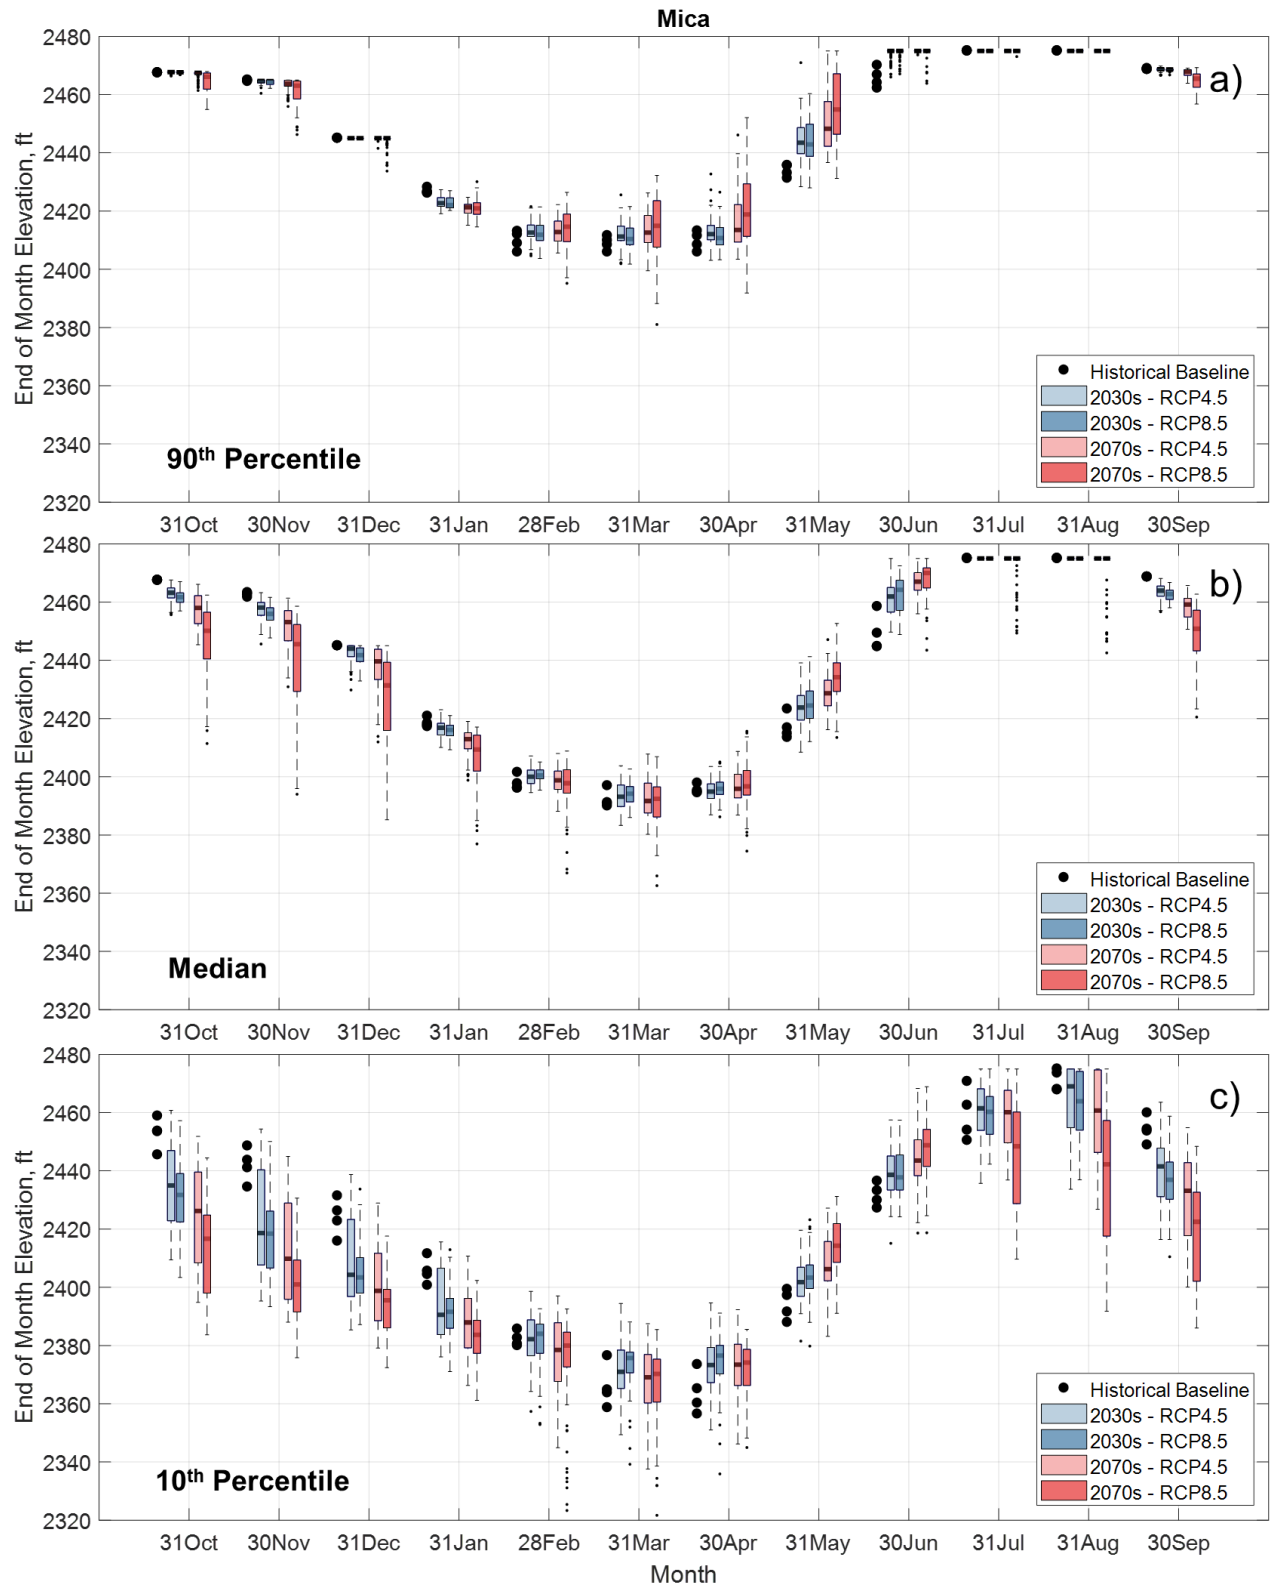 Mica
2480
2460
2440
2420
2400
2380
2360
2340
2320
End of Month Elevation, ft
a)
Historical Baseline
2030s - RCP4.5
2030s - RCP8.5
2070s - RCP4.5
2070s - RCP8.5
90th Percentile
31Oct 30Nov 31Dec 31Jan 28Feb 31Mar 30Apr 31May 30Jun 31Jul 31Aug 30Sep
2480
2460
2440
2420
2400
2380
2360
2340
2320
End of Month Elevation, ft
b)
Historical Baseline
2030s - RCP4.5
2030s - RCP8.5
2070s - RCP4.5
2070s - RCP8.5
Median
31Oct 30Nov 31Dec 31Jan 28Feb 31Mar 30Apr 31May 30Jun 31Jul 31Aug 30Sep
2480
2460
2440
2420
2400
2380
2360
2340
2320
End of Month Elevation, ft
c)
Historical Baseline
2030s - RCP4.5
2030s - RCP8.5
2070s - RCP4.5
2070s - RCP8.5
10th Percentile
31Oct 30Nov 31Dec 31Jan 28Feb 31Mar 30Apr 31May 30Jun 31Jul 31Aug 30Sep
Month